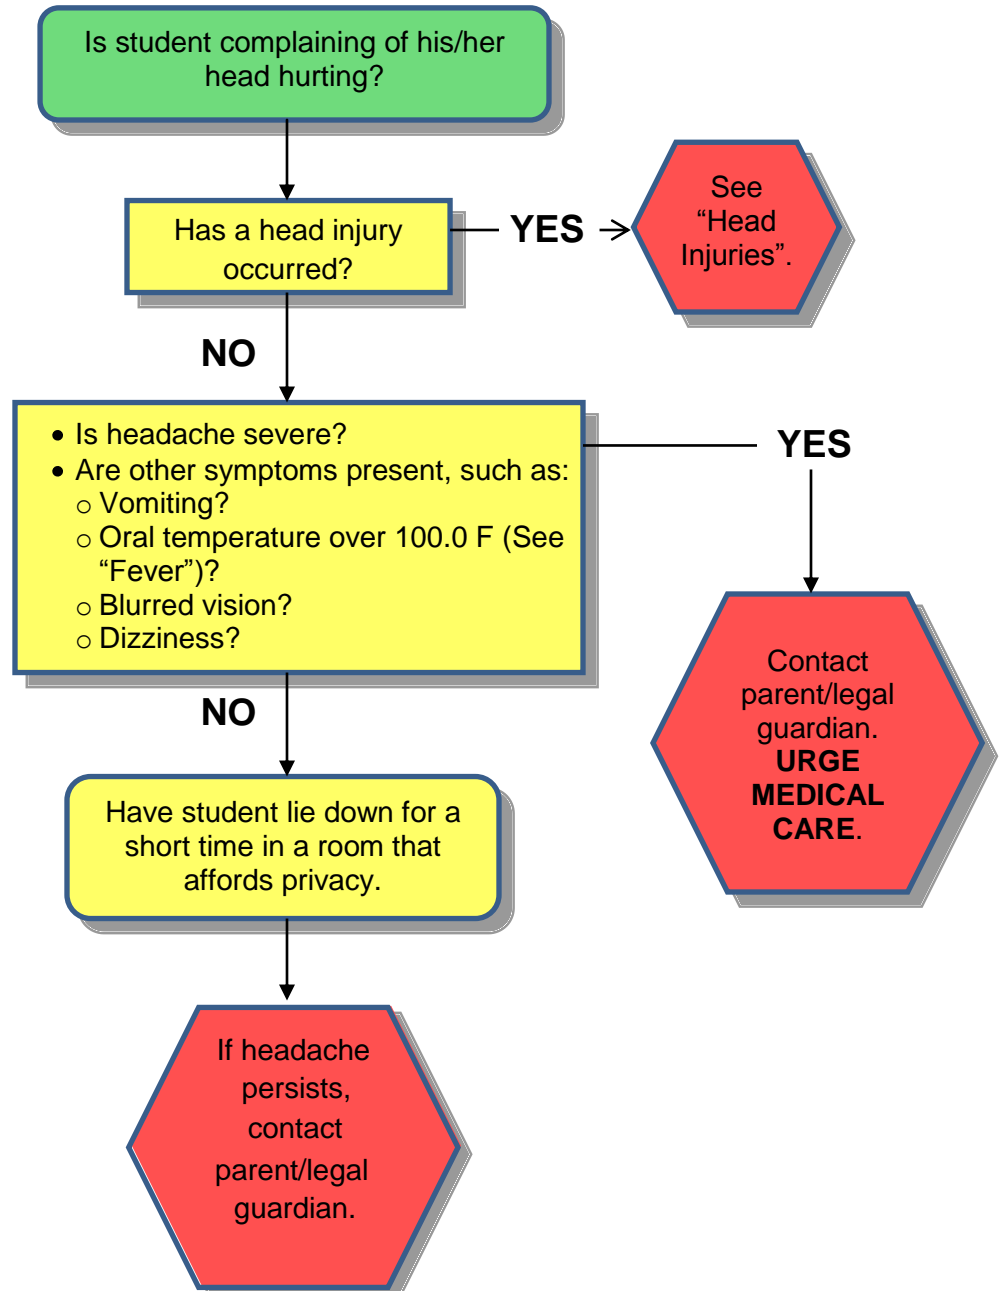 Is student complaining of his/her
head hurting?
Has a head injury
occurred?
YES
See
“Head
Injuries”.
NO
• Is headache severe?
• Are other symptoms present, such as:
o Vomiting?
o Oral temperature over 100.0 F (See
“Fever”)?
o Blurred vision?
o Dizziness?
YES
Contact
parent/legal
guardian.
URGE
MEDICAL
CARE.
NO
Have student lie down for a
short time in a room that
affords privacy.
If headache
persists,
contact
parent/legal
guardian.